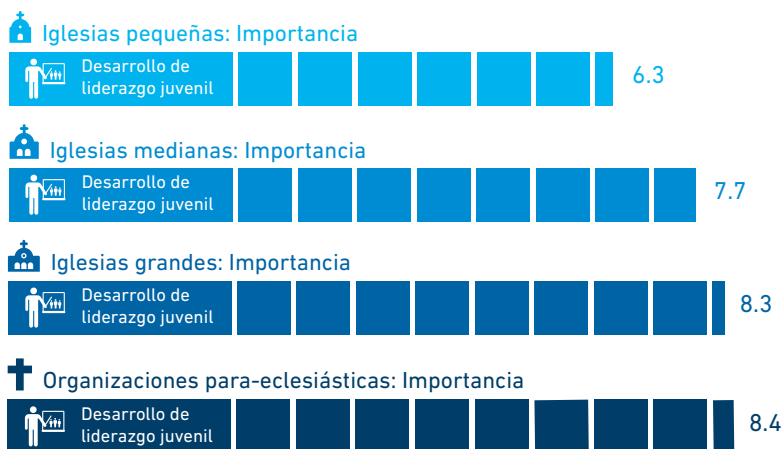 Iglesias pequeñas: Importancia
Desarrollo de
liderazgo juvenil
6.3
Iglesias medianas: Importancia
Desarrollo de
liderazgo juvenil
7.7
Iglesias grandes: Importancia
Desarrollo de
liderazgo juvenil
8.3
Organizaciones para-eclesiásticas: Importancia
Desarrollo de
liderazgo juvenil
8.4